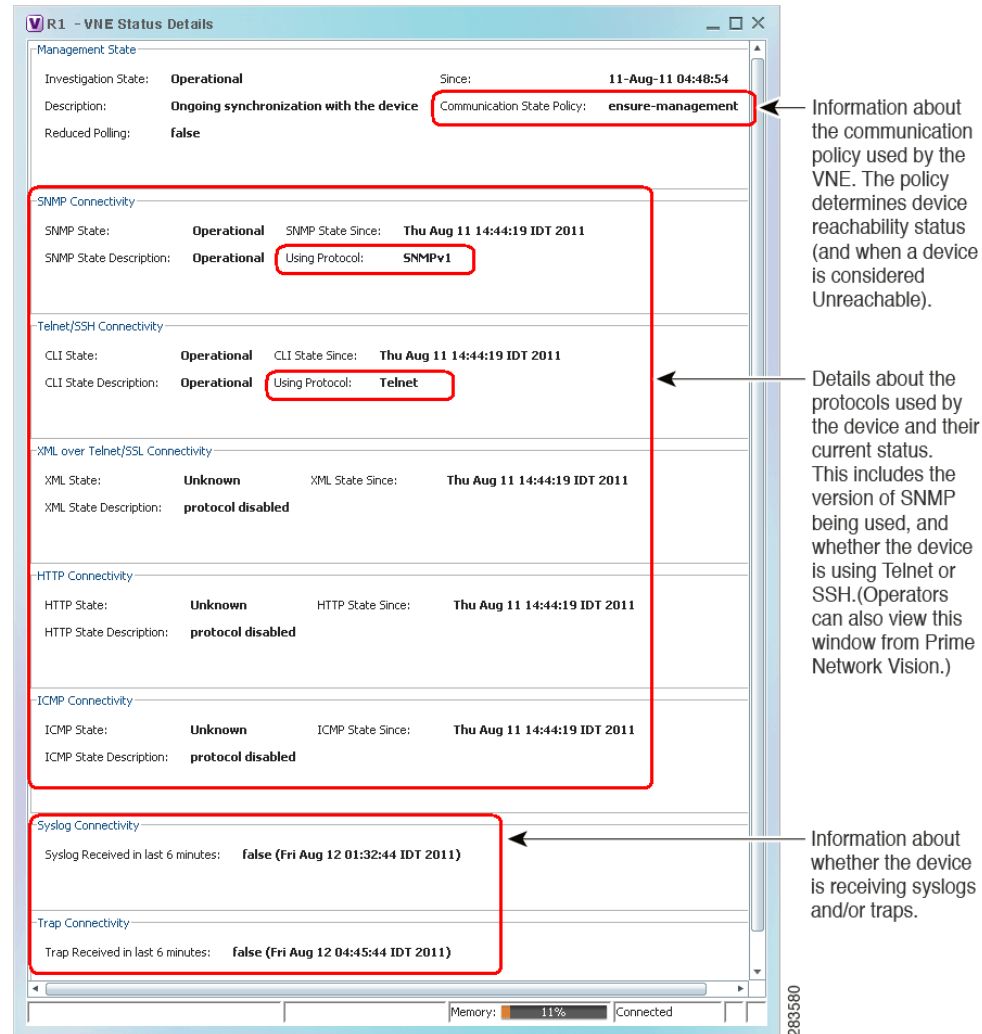 V R1 - VNE Status Details
Management State
Investigation State: Operational Since: 11-Aug-11 04:48:54
Description: Ongoing synchronization with the device Communication State Policy: ensure-management
Reduced Polling: false
SNMP Connectivity
SNMP State: Operational SNMP State Since: Thu Aug 11 14:44:19 IDT 2011
SNMP State Description: Operational Using Protocol: SNMPv1
Telnet/SSH Connectivity
CLI State: Operational CLI State Since: Thu Aug 11 14:44:19 IDT 2011
CLI State Description: Operational Using Protocol: Telnet
XML over Telnet/SSL Connectivity
XML State: Unknown XML State Since: Thu Aug 11 14:44:19 IDT 2011
XML State Description: protocol disabled
HTTP Connectivity
HTTP State: Unknown HTTP State Since: Thu Aug 11 14:44:19 IDT 2011
HTTP State Description: protocol disabled
ICMP Connectivity
ICMP State: Unknown ICMP State Since: Thu Aug 11 14:44:19 IDT 2011
ICMP State Description: protocol disabled
Syslog Connectivity
Syslog Received in last 6 minutes: false (Fri Aug 12 01:32:44 IDT 2011)
Trap Connectivity
Trap Received in last 6 minutes: false (Fri Aug 12 04:45:44 IDT 2011)
Memory: 11% Connected
Information about
the communication
policy used by the
VNE. The policy
determines device
reachability status
(and when a device
is considered
Unreachable).
Details about the
protocols used by
the device and their
current status.
This includes the
version of SNMP
being used, and
whether the device
is using Telnet or
SSH.(Operators
can also view this
window from Prime
Network Vision.)
Information about
whether the device
is receiving syslogs
and/or traps.
283580